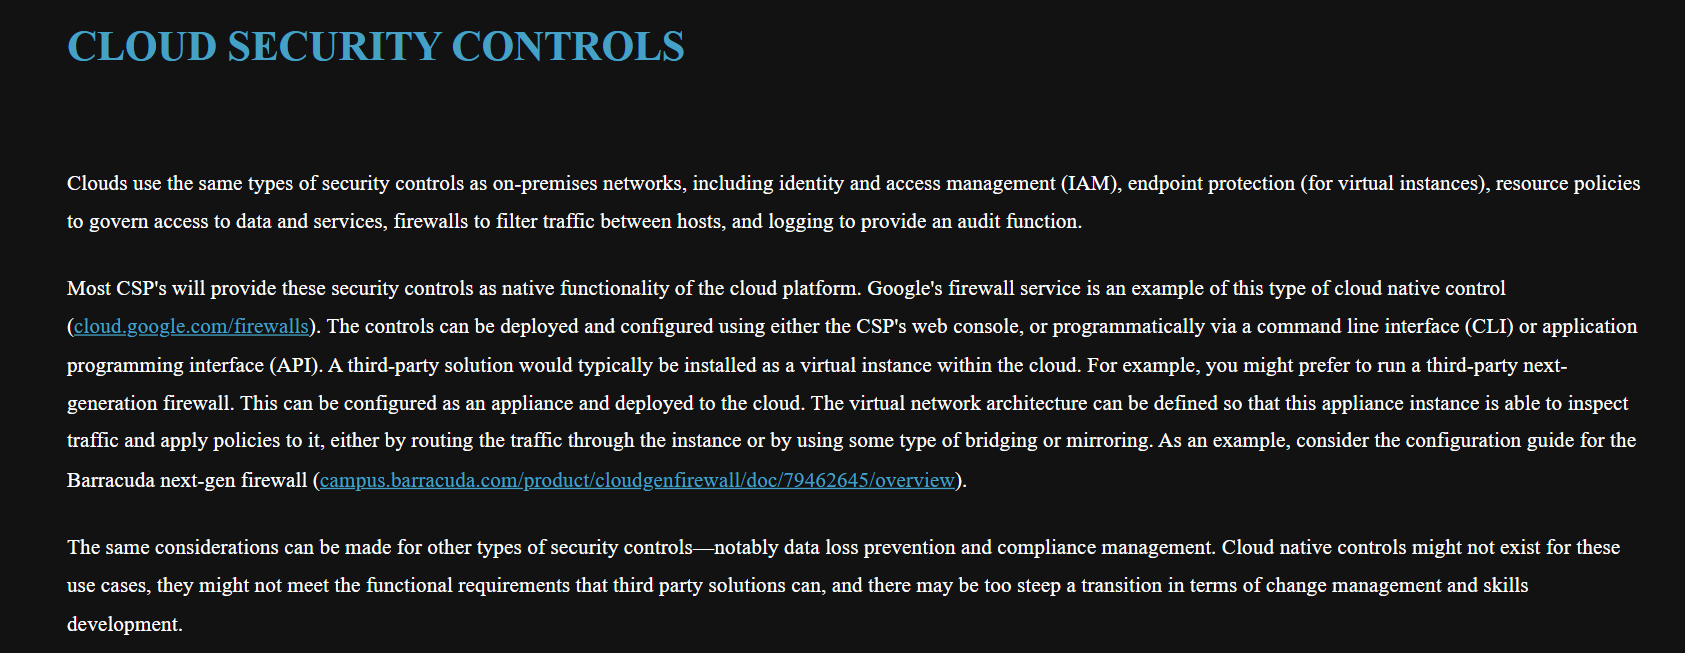 CLOUD SECURITY CONTROLS
Clouds use the same types of security controls as on-premises networks, including identity and access management (IAM), endpoint protection (for virtual instances), resource policies
to govern access to data and services, firewalls to filter traffic between hosts, and logging to provide an audit function.
Most CSP's will provide these security controls as native functionality of the cloud platform. Google's firewall service is an example of this type of cloud native control
(cloud.google.com/firewalls). The controls can be deployed and configured using either the CSP's web console, or programmatically via a command line interface (CLI) or application
programming interface (API). A third-party solution would typically be installed as a virtual instance within the cloud. For example, you might prefer to run a third-party next-
generation firewall. This can be configured as an appliance and deployed to the cloud. The virtual network architecture can be defined so that this appliance instance is able to inspect
traffic and apply policies to it, either by routing the traffic through the instance or by using some type of bridging or mirroring. As an example, consider the configuration guide for the
Barracuda next-gen firewall (campus.barracuda.com/product/cloudgenfirewall/doc/79462645/overview).
The same considerations can be made for other types of security controls—notably data loss prevention and compliance management. Cloud native controls might not exist for these
use cases, they might not meet the functional requirements that third party solutions can, and there may be too steep a transition in terms of change management and skills
development.